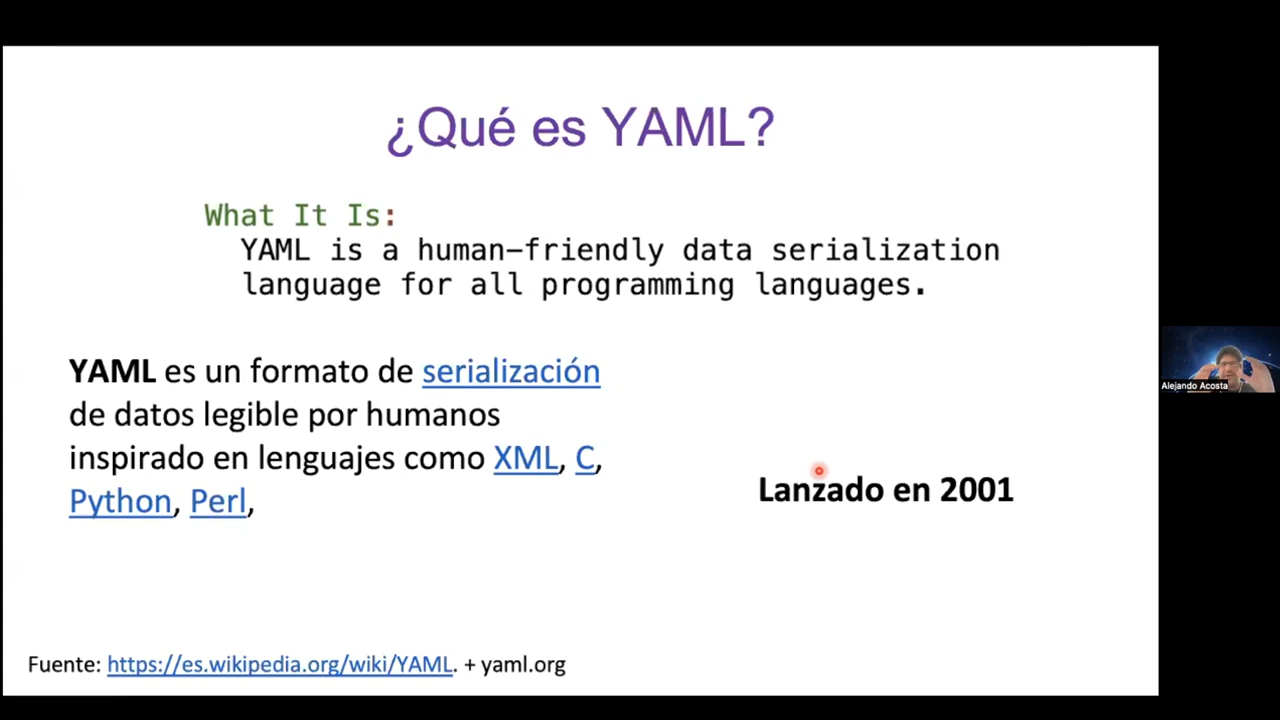 ¿Qué es YAML?
What It Is:
YAML is a human-friendly data serialization
language for all programming languages.
YAML es un formato de serialización
de datos legible por humanos
inspirado en lenguajes como XML, C,
Python, Perl,
Lanzado en 2001
Fuente: https://es.wikipedia.org/wiki/YAML. + yaml.org
Alejando Acosta